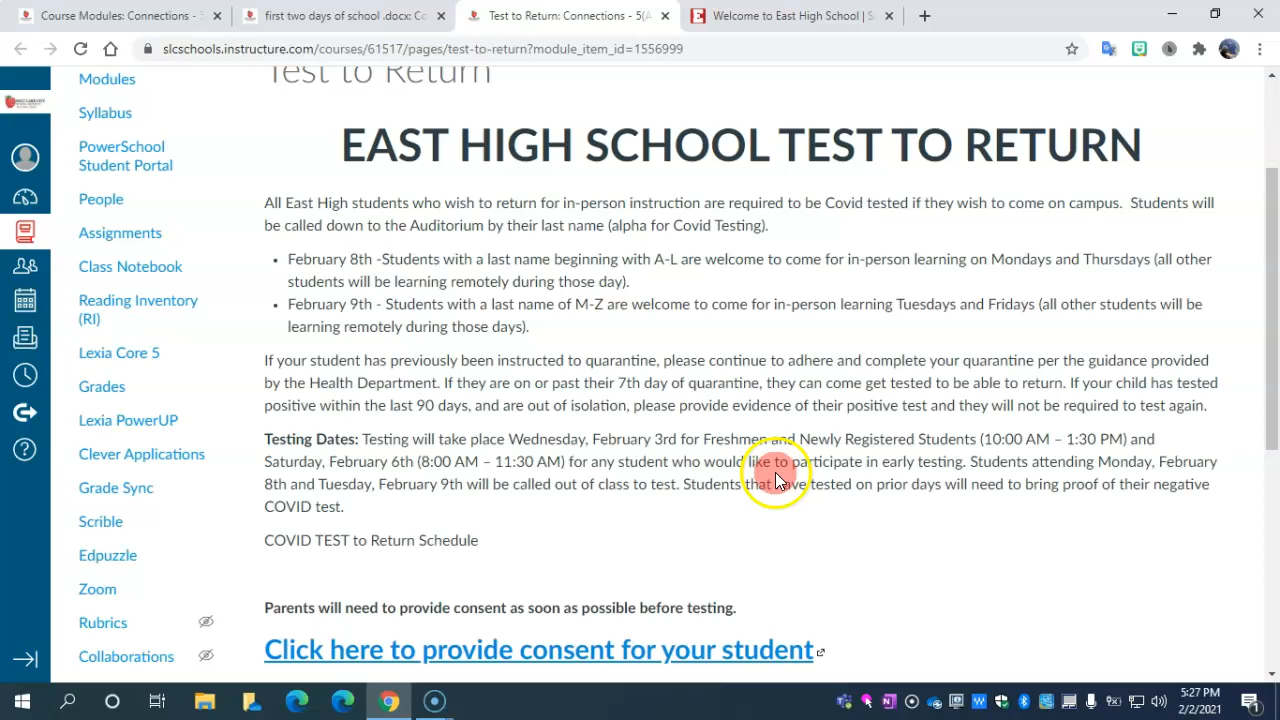 Course Modules: Connections - 5
first two days of school .docx: Co
Test to Return: Connections - 5(A
Welcome to East High School | S
slcschools.instructure.com/courses/61517/pages/test-to-return?module_item_id=1556999
Modules
Syllabus
PowerSchool
Student Portal
People
Assignments
Class Notebook
Reading Inventory
(RI)
Lexia Core 5
Grades
Lexia PowerUP
Clever Applications
Grade Sync
Scrible
Edpuzzle
Zoom
Rubrics
Collaborations
Test to Return
EAST HIGH SCHOOL TEST TO RETURN
All East High students who wish to return for in-person instruction are required to be Covid tested if they wish to come on campus. Students will
be called down to the Auditorium by their last name (alpha for Covid Testing).
• February 8th -Students with a last name beginning with A-L are welcome to come for in-person learning on Mondays and Thursdays (all other
students will be learning remotely during those day).
• February 9th - Students with a last name of M-Z are welcome to come for in-person learning Tuesdays and Fridays (all other students will be
learning remotely during those days).
If your student has previously been instructed to quarantine, please continue to adhere and complete your quarantine per the guidance provided
by the Health Department. If they are on or past their 7th day of quarantine, they can come get tested to be able to return. If your child has tested
positive within the last 90 days, and are out of isolation, please provide evidence of their positive test and they will not be required to test again.
Testing Dates: Testing will take place Wednesday, February 3rd for Freshmen and Newly Registered Students (10:00 AM – 1:30 PM) and
Saturday, February 6th (8:00 AM – 11:30 AM) for any student who would like to participate in early testing. Students attending Monday, February
8th and Tuesday, February 9th will be called out of class to test. Students that have tested on prior days will need to bring proof of their negative
COVID test.
COVID TEST to Return Schedule
Parents will need to provide consent as soon as possible before testing.
Click here to provide consent for your student
5:27 PM
2/2/2021